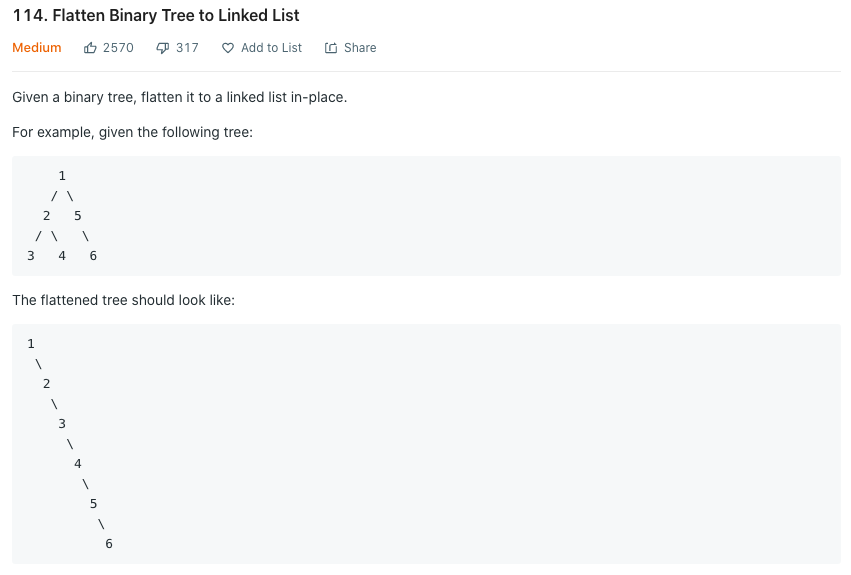 114. Flatten Binary Tree to Linked List
Medium 2570 317 Add to List Share
Given a binary tree, flatten it to a linked list in-place.
For example, given the following tree:
    1
   / \
  2   5
 / \   \
3   4   6
The flattened tree should look like:
1
 \
  2
   \
    3
     \
      4
       \
        5
         \
          6